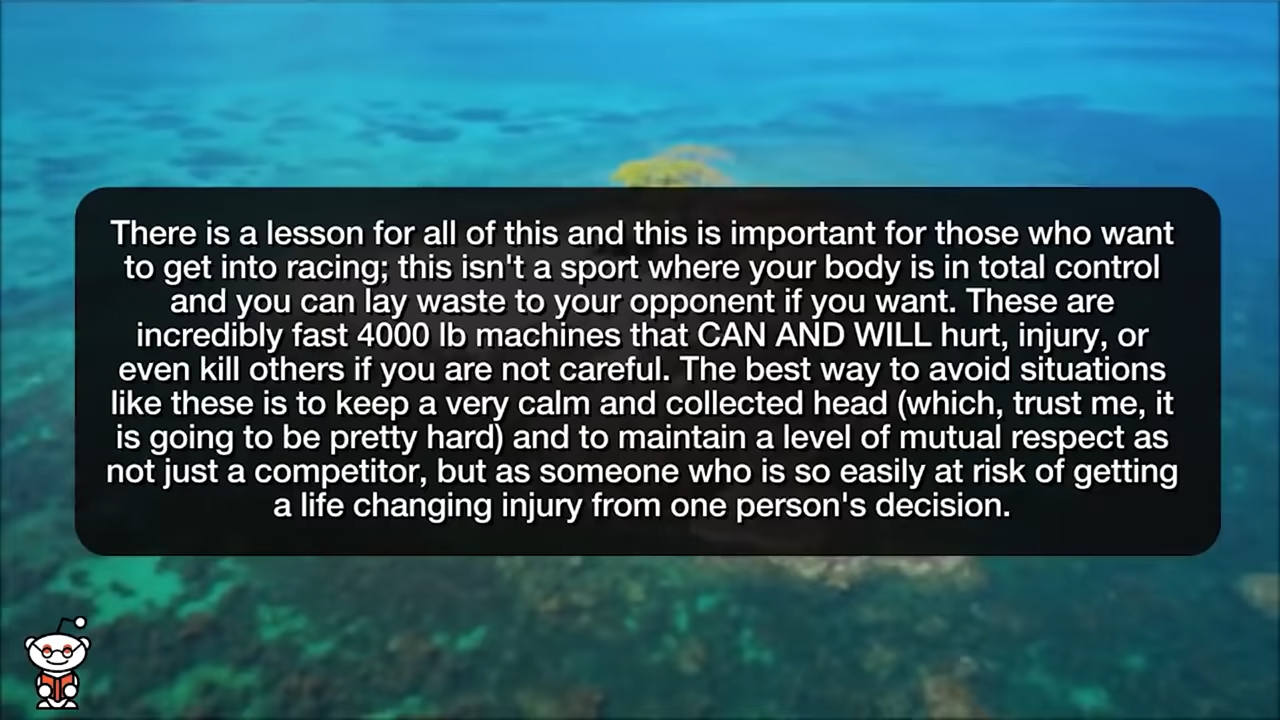 There is a lesson for all of this and this is important for those who want
to get into racing; this isn't a sport where your body is in total control
and you can lay waste to your opponent if you want. These are
incredibly fast 4000 lb machines that CAN AND WILL hurt, injury, or
even kill others if you are not careful. The best way to avoid situations
like these is to keep a very calm and collected head (which, trust me, it
is going to be pretty hard) and to maintain a level of mutual respect as
not just a competitor, but as someone who is so easily at risk of getting
a life changing injury from one person's decision.